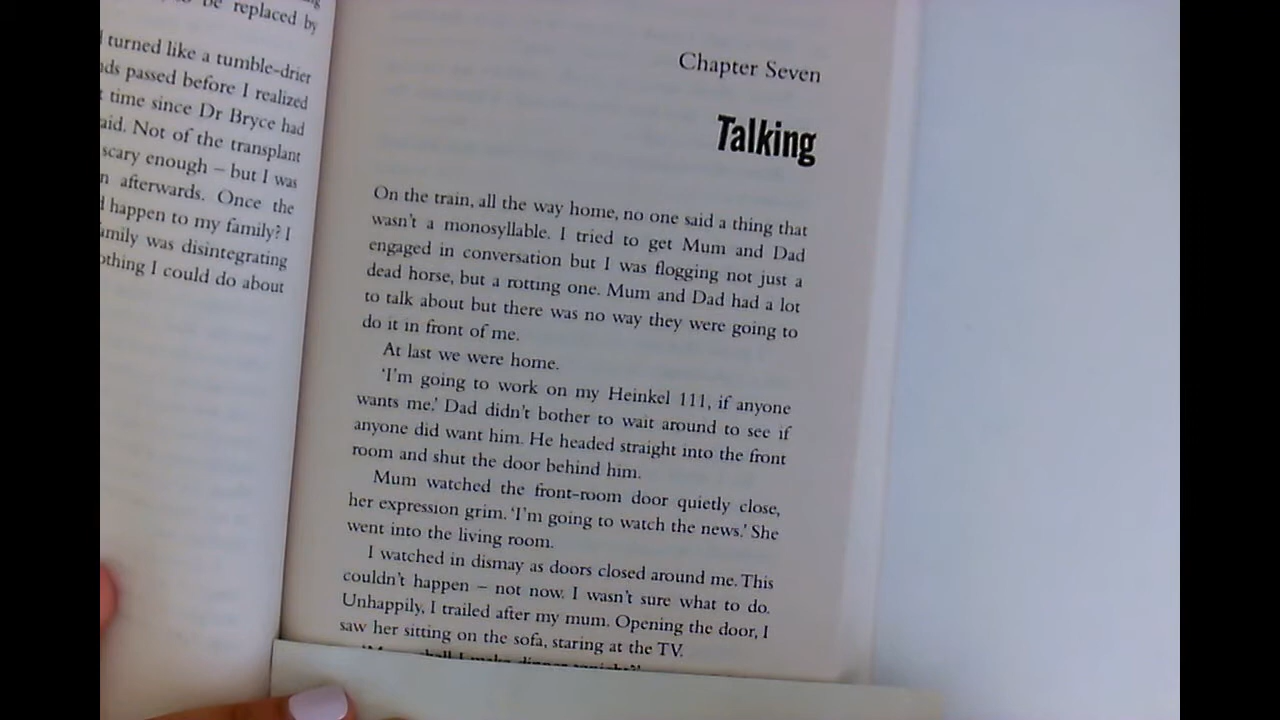 be replaced by
turned like a tumble-drier
passed before I realized
time since Dr Bryce had
Not of the transplant
scary enough – but I was
afterwards. Once the
happen to my family? I
family was disintegrating
nothing I could do about
Chapter Seven
Talking
On the train, all the way home, no one said a thing that
wasn't a monosyllable. I tried to get Mum and Dad
engaged in conversation but I was flogging not just a
dead horse, but a rotting one. Mum and Dad had a lot
to talk about but there was no way they were going to
do it in front of me.
At last we were home.
'I'm going to work on my Heinkel 111, if anyone
wants me.' Dad didn't bother to wait around to see if
anyone did want him. He headed straight into the front
room and shut the door behind him.
Mum watched the front-room door quietly close,
her expression grim. 'I'm going to watch the news.' She
went into the living room.
I watched in dismay as doors closed around me. This
couldn't happen – not now. I wasn't sure what to do.
Unhappily, I trailed after my mum. Opening the door, I
saw her sitting on the sofa, staring at the TV.